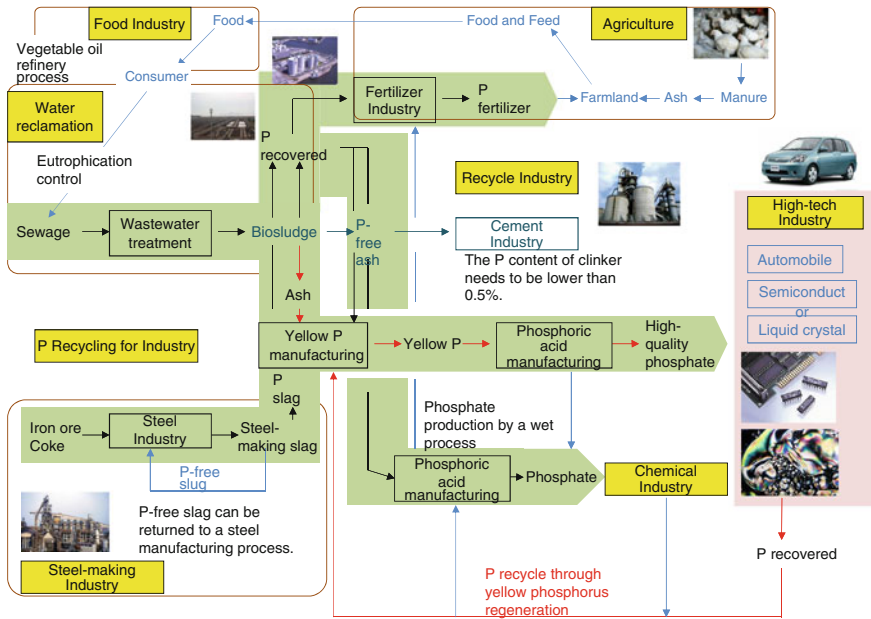 Food Industry
Food
Food and Feed
Agriculture
Vegetable oil
refinery
process
Consumer
Water
reclamation
Fertilizer
Industry
P
fertilizer
Farmland
Ash
Manure
P
recovered
Eutrophication
control
Recycle Industry
High-tech
Industry
Sewage
Wastewater
treatment
Biosludge
P-
free
ash
Cement
Industry
The P content of clinker
needs to be lower than
0.5%.
Automobile
Semiconduct
or
Liquid crystal
Ash
P Recycling for Industry
Yellow P
manufacturing
Yellow P
Phosphoric
acid
manufacturing
High-
quality
phosphate
P
slag
Iron ore
Coke
Steel
Industry
Steel-
making slag
Phosphate
production by a wet
process
P-free
slug
Phosphoric
acid
manufacturing
Phosphate
Chemical
Industry
P-free slag can be
returned to a steel
manufacturing process.
P recovered
Steel-making
Industry
P recycle through
yellow phosphorus
regeneration